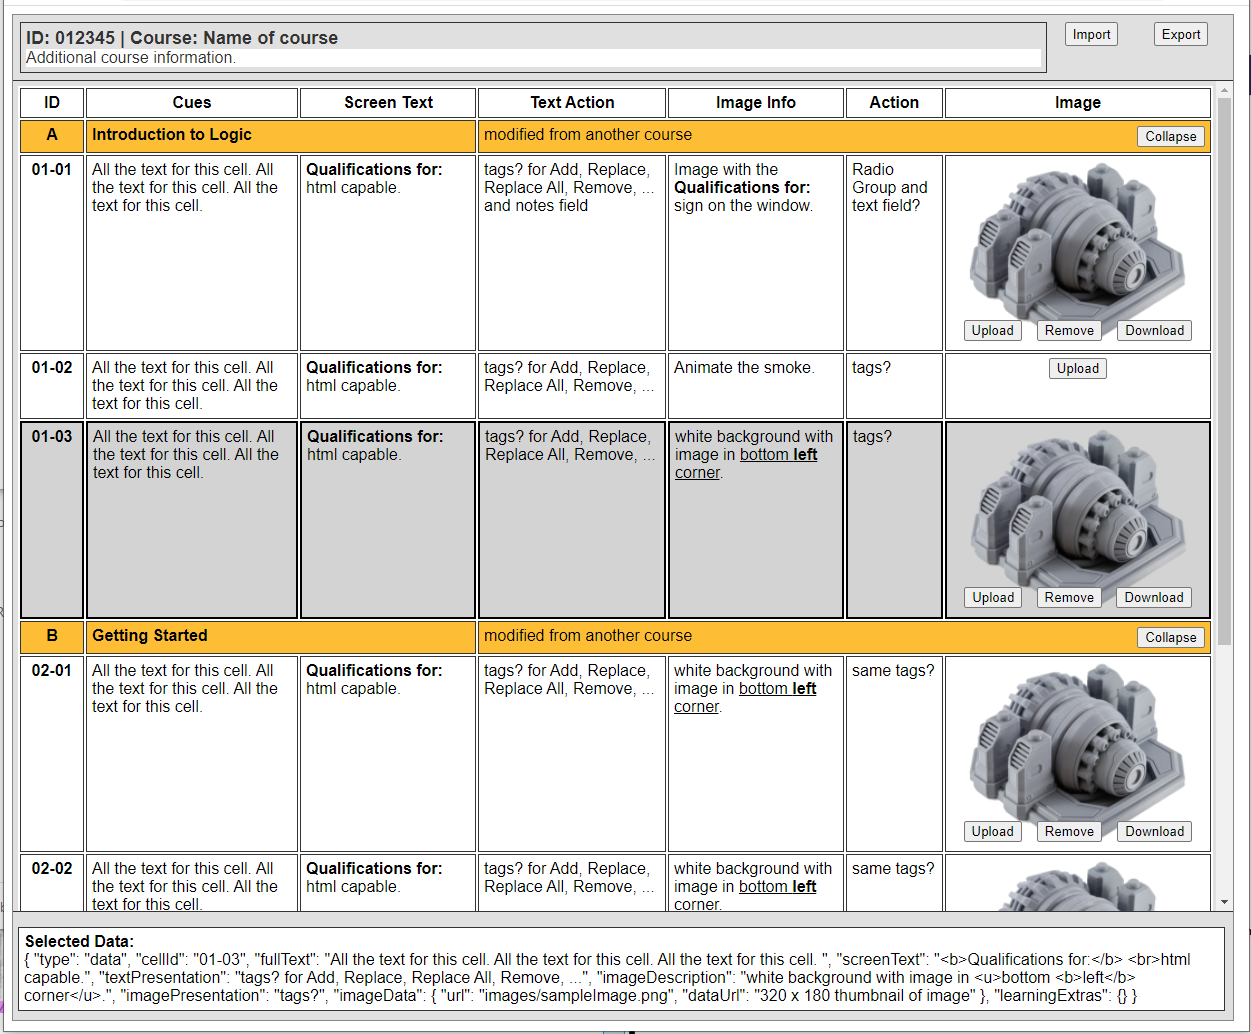 ID: 012345 | Course: Name of course
Additional course information.
Import
Export
ID Cues Screen Text Text Action Image Info Action Image
A Introduction to Logic modified from another course Collapse
01-01
All the text for this cell. All
the text for this cell. All the
text for this cell.
Qualifications for:
html capable.
tags? for Add, Replace,
Replace All, Remove, ...
and notes field
Image with the
Qualifications for:
sign on the window.
Radio
Group and
text field?
Upload Remove Download
01-02
All the text for this cell. All
the text for this cell. All the
text for this cell.
Qualifications for:
html capable.
tags? for Add, Replace,
Replace All, Remove, ...
Animate the smoke.
tags?
Upload
01-03
All the text for this cell. All
the text for this cell. All the
text for this cell.
Qualifications for:
html capable.
tags? for Add, Replace,
Replace All, Remove, ...
white background with
image in bottom left
corner.
tags?
Upload Remove Download
B Getting Started modified from another course Collapse
02-01
All the text for this cell. All
the text for this cell. All the
text for this cell.
Qualifications for:
html capable.
tags? for Add, Replace,
Replace All, Remove, ...
white background with
image in bottom left
corner.
same tags?
Upload Remove Download
02-02
All the text for this cell. All
the text for this cell. All the
text for this cell.
Qualifications for:
html capable.
tags? for Add, Replace,
Replace All, Remove, ...
white background with
image in bottom left
corner.
same tags?
Selected Data:
{ "type": "data", "cellId": "01-03", "fullText": "All the text for this cell. All the text for this cell. All the text for this cell. ", "screenText": "<b>Qualifications for:</b> <br>html
capable.", "textPresentation": "tags? for Add, Replace, Replace All, Remove, ...", "imageDescription": "white background with image in <u>bottom <b>left</b>
corner</u>.", "imagePresentation": "tags?", "imageData": { "url": "images/sampleImage.png", "dataUrl": "320 x 180 thumbnail of image" }, "learningExtras": {} }